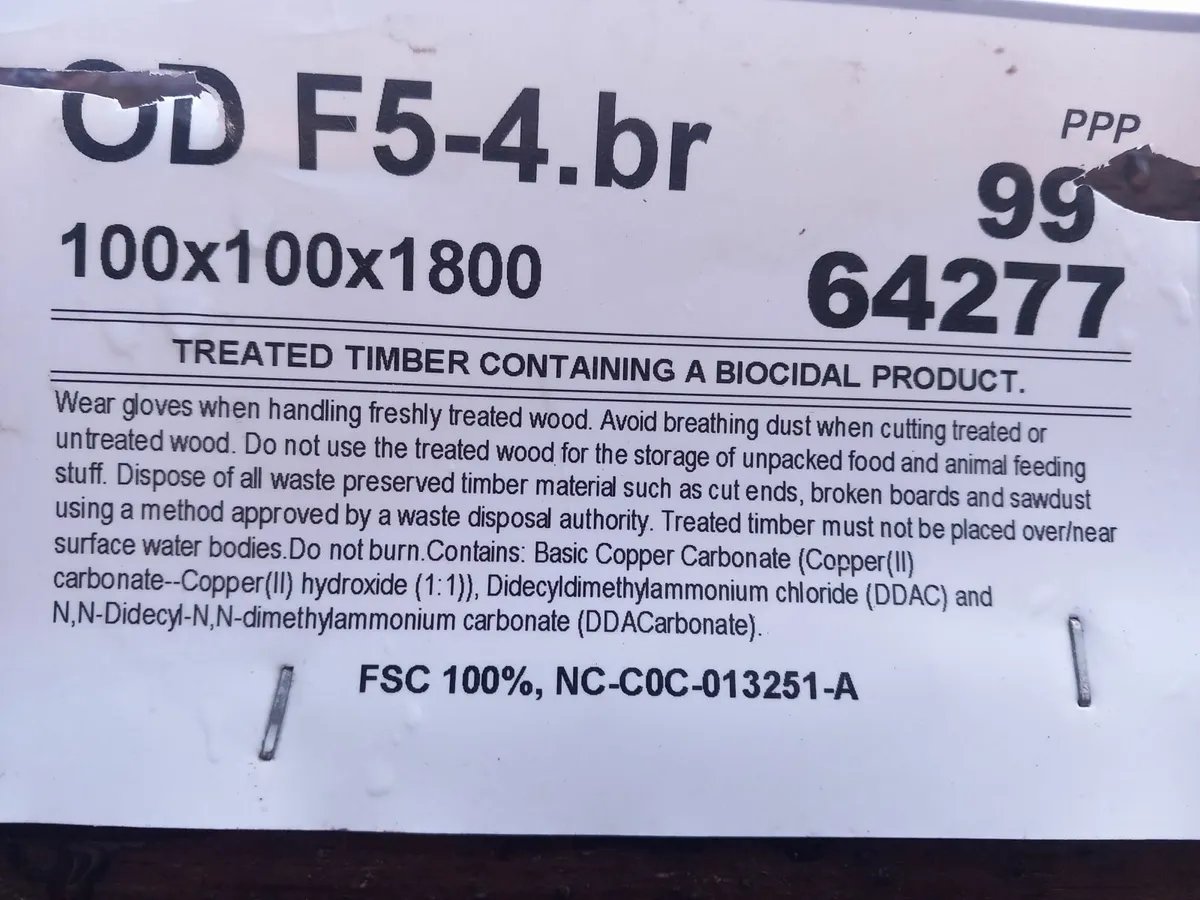 OD F5-4.br
PPP
99
100x100x1800
64277
TREATED TIMBER CONTAINING A BIOCIDAL PRODUCT.
Wear gloves when handling freshly treated wood. Avoid breathing dust when cutting treated or
untreated wood. Do not use the treated wood for the storage of unpacked food and animal feeding
stuff. Dispose of all waste preserved timber material such as cut ends, broken boards and sawdust
using a method approved by a waste disposal authority. Treated timber must not be placed over/near
surface water bodies.Do not burn.Contains: Basic Copper Carbonate (Copper(II)
carbonate--Copper(II) hydroxide (1:1)), Didecyldimethylammonium chloride (DDAC) and
N,N-Didecyl-N,N-dimethylammonium carbonate (DDACarbonate).
FSC 100%, NC-C0C-013251-A